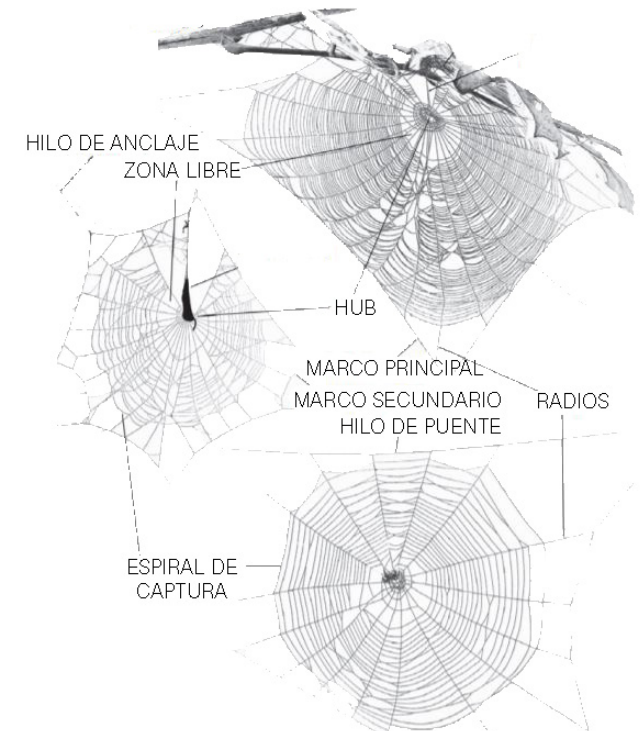 HILO DE ANCLAJE
ZONA LIBRE
HUB
MARCO PRINCIPAL
MARCO SECUNDARIO
RADIOS
HILO DE PUENTE
ESPIRAL DE
CAPTURA